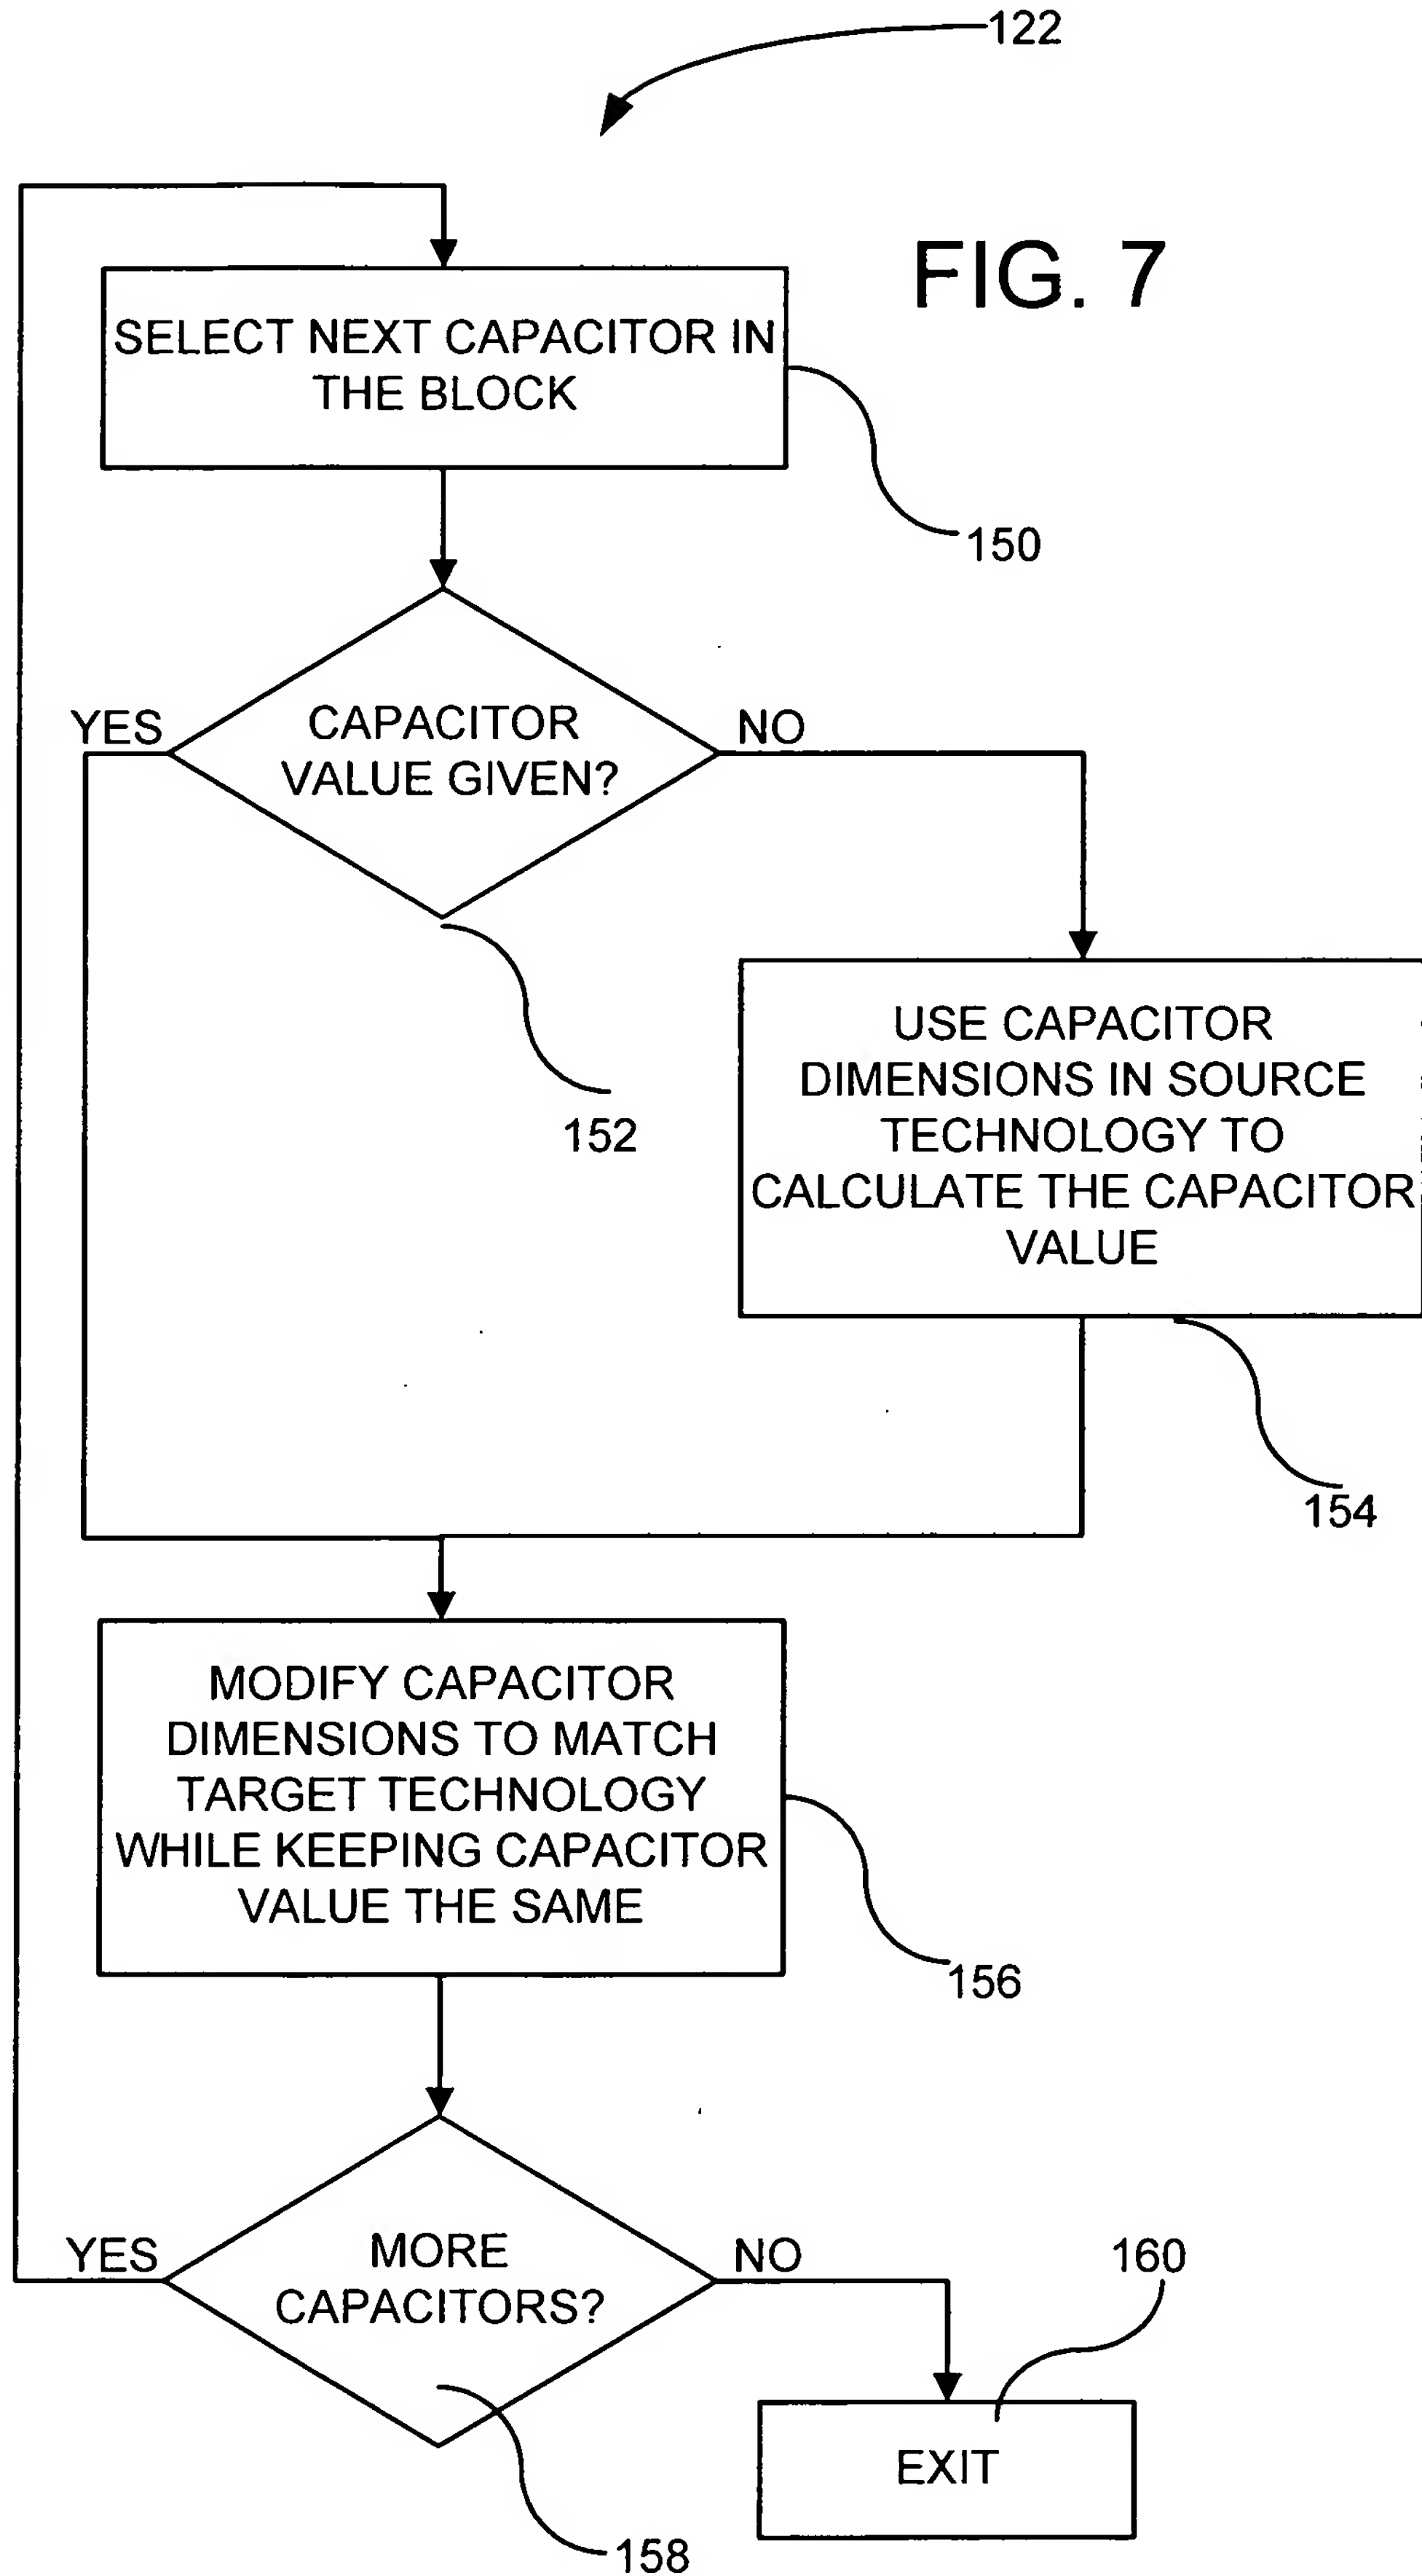 122
FIG. 7
SELECT NEXT CAPACITOR IN
THE BLOCK
150
YES
CAPACITOR
VALUE GIVEN?
NO
152
USE CAPACITOR
DIMENSIONS IN SOURCE
TECHNOLOGY TO
CALCULATE THE CAPACITOR
VALUE
154
MODIFY CAPACITOR
DIMENSIONS TO MATCH
TARGET TECHNOLOGY
WHILE KEEPING CAPACITOR
VALUE THE SAME
156
YES
MORE
CAPACITORS?
NO
160
EXIT
158